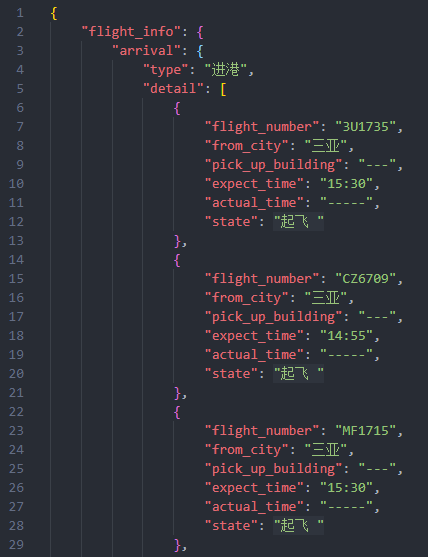 1 {
2 "flight_info": {
3 "arrival": {
4 "type": "进港",
5 "detail": [
6 {
7 "flight_number": "3U1735",
8 "from_city": "三亚",
9 "pick_up_building": "---",
10 "expect_time": "15:30",
11 "actual_time": "-----",
12 "state": "起飞 "
13 },
14 {
15 "flight_number": "CZ6709",
16 "from_city": "三亚",
17 "pick_up_building": "---",
18 "expect_time": "14:55",
19 "actual_time": "-----",
20 "state": "起飞 "
21 },
22 {
23 "flight_number": "MF1715",
24 "from_city": "三亚",
25 "pick_up_building": "---",
26 "expect_time": "15:30",
27 "actual_time": "-----",
28 "state": "起飞 "
29 },